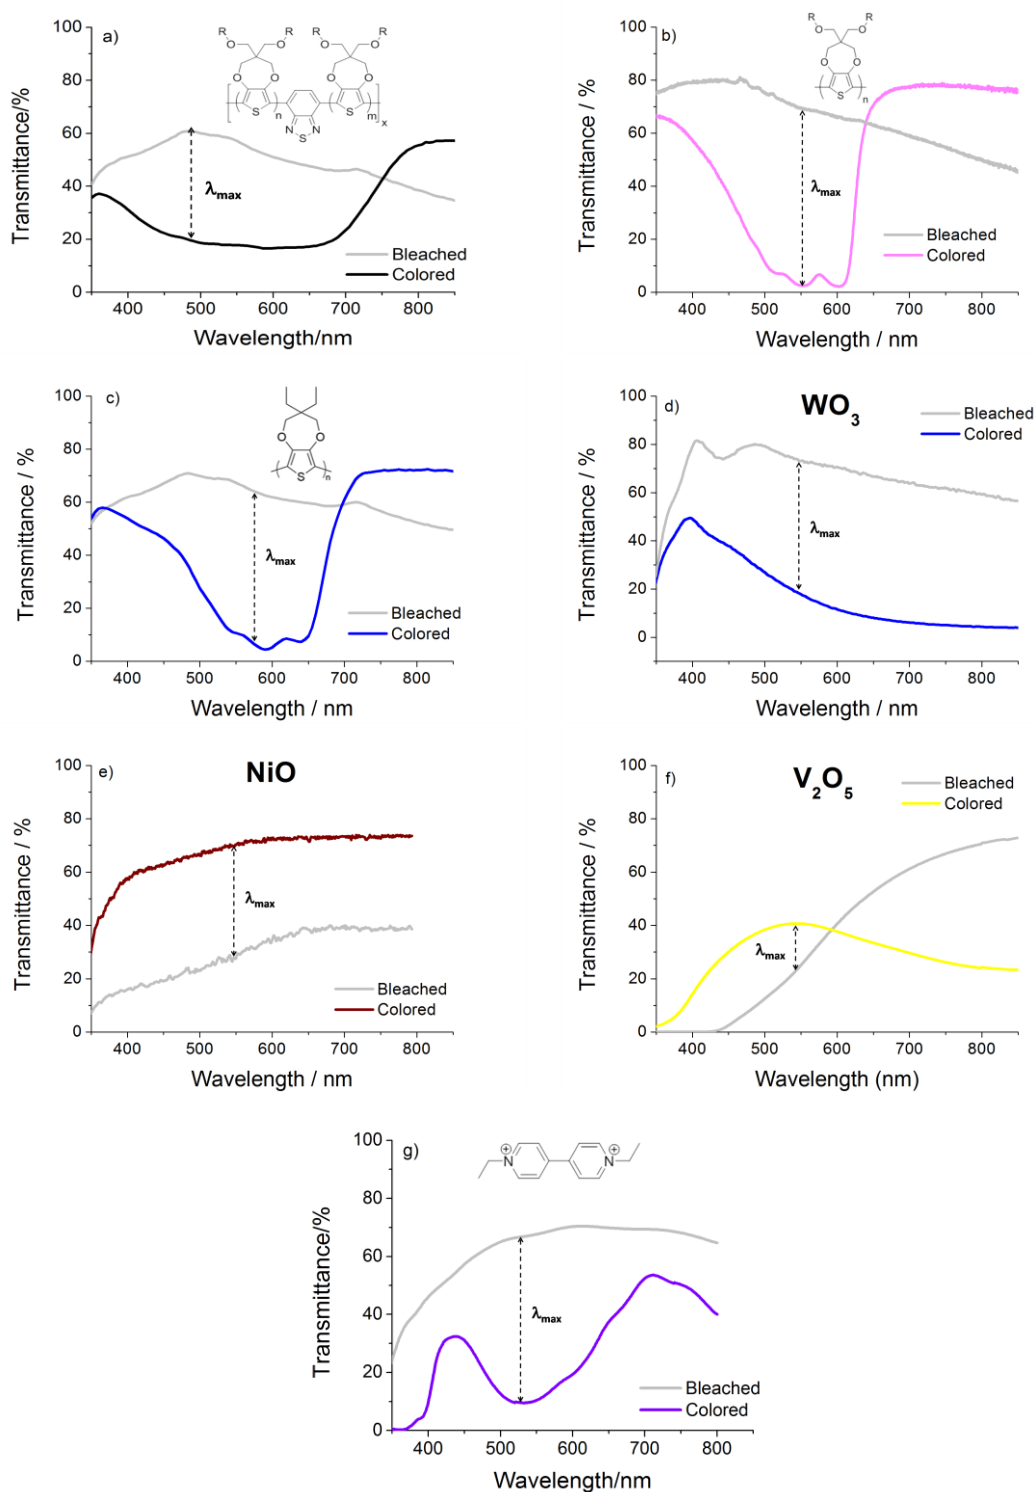 a)
R R R R
O O O O
O O O O
S n N N S S m x
Transmittance/%
100
80
60
40
20
0
λmax
Bleached
Colored
400 500 600 700 800
Wavelength/nm
b)
R R
O O
O O
S n
Transmittance / %
100
80
60
40
20
0
λmax
Bleached
Colored
400 500 600 700 800
Wavelength / nm
c)
O O
S n
Transmittance / %
100
80
60
40
20
0
λmax
Bleached
Colored
400 500 600 700 800
Wavelength / nm
d)
WO3
Bleached
Colored
Transmittance / %
100
80
60
40
20
0
λmax
400 500 600 700 800
Wavelength / nm
e)
NiO
Transmittance / %
100
80
60
40
20
0
λmax
Bleached
Colored
400 500 600 700 800
Wavelength / nm
f)
V2O5
Bleached
Colored
Transmittance / %
100
80
60
40
20
0
λmax
400 500 600 700 800
Wavelength (nm)
g)
N+ N+
Transmittance/%
100
80
60
40
20
0
λmax
Bleached
Colored
400 500 600 700 800
Wavelength/nm